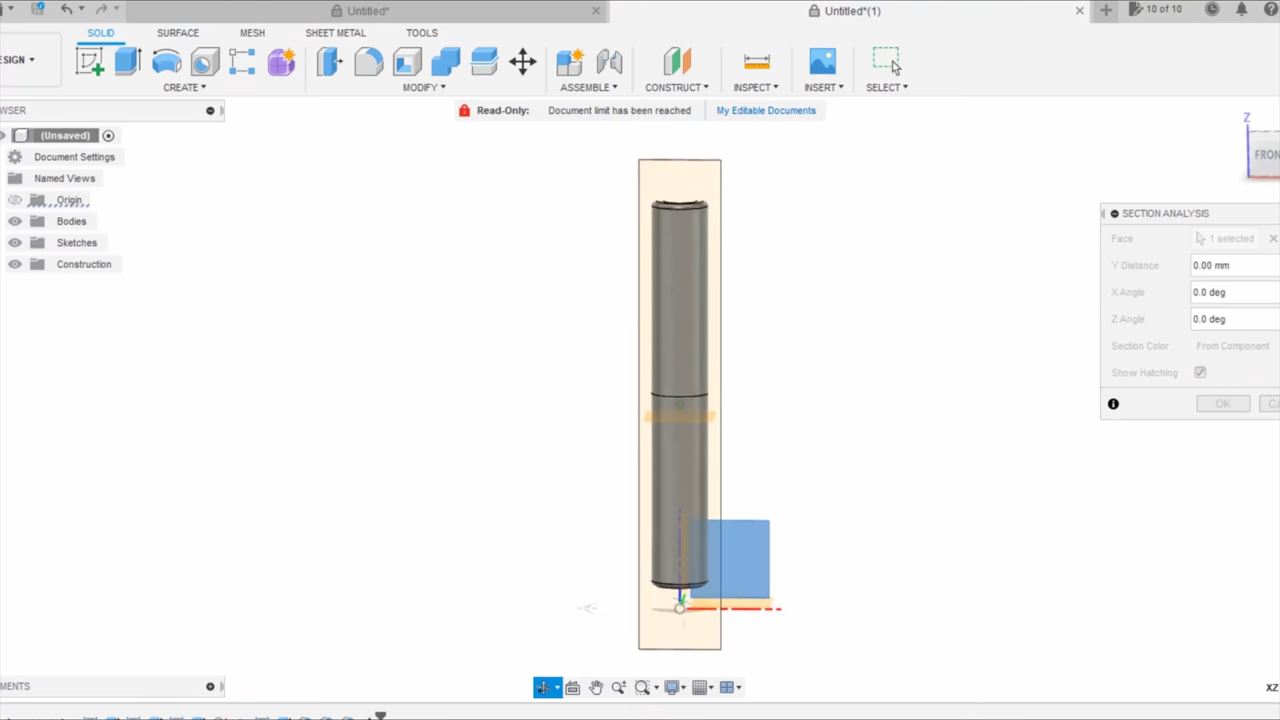 Untitled*
Untitled*(1)
10 of 10
SOLID
SURFACE
MESH
SHEET METAL
TOOLS
ESIGN
CREATE
MODIFY
ASSEMBLE
CONSTRUCT
INSPECT
INSERT
SELECT
WSER
Read-Only:
Document limit has been reached
My Editable Documents
(Unsaved)
Document Settings
Named Views
Origin
Bodies
Sketches
Construction
Z
FRON
SECTION ANALYSIS
Face
1 selected
Y Distance
0.00 mm
X Angle
0.0 deg
Z Angle
0.0 deg
Section Color
From Component
Show Hatching
OK
Ca
MENTS
XZ